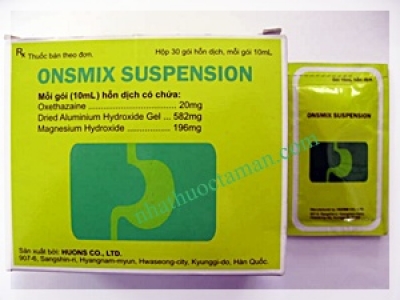 Rx Thuốc bán theo đơn.
Hộp 30 gói hỗn dịch, mỗi gói 10mL.
ONSMIX SUSPENSION
Mỗi gói (10mL) hỗn dịch có chứa:
Oxethazaine ........................ 20mg
Dried Aluminium Hydroxide Gel ... 582mg
Magnesium Hydroxide ............. 196mg
nhathuoctaman.com
Sản xuất bởi: HUONS CO., LTD.
907-6, Sangshin-ri, Hyangnam-myun, Hwaseong-city, Kyunggi-do, Hàn Quốc.
ONSMIX SUSPENSION